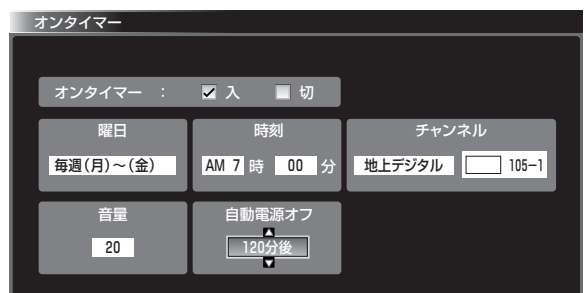 オンタイマー
オンタイマー ： 入 切
曜日 時刻 チャンネル
毎週(月)～(金) AM 7 時 00 分 地上デジタル 105-1
音量 自動電源オフ
20 120分後